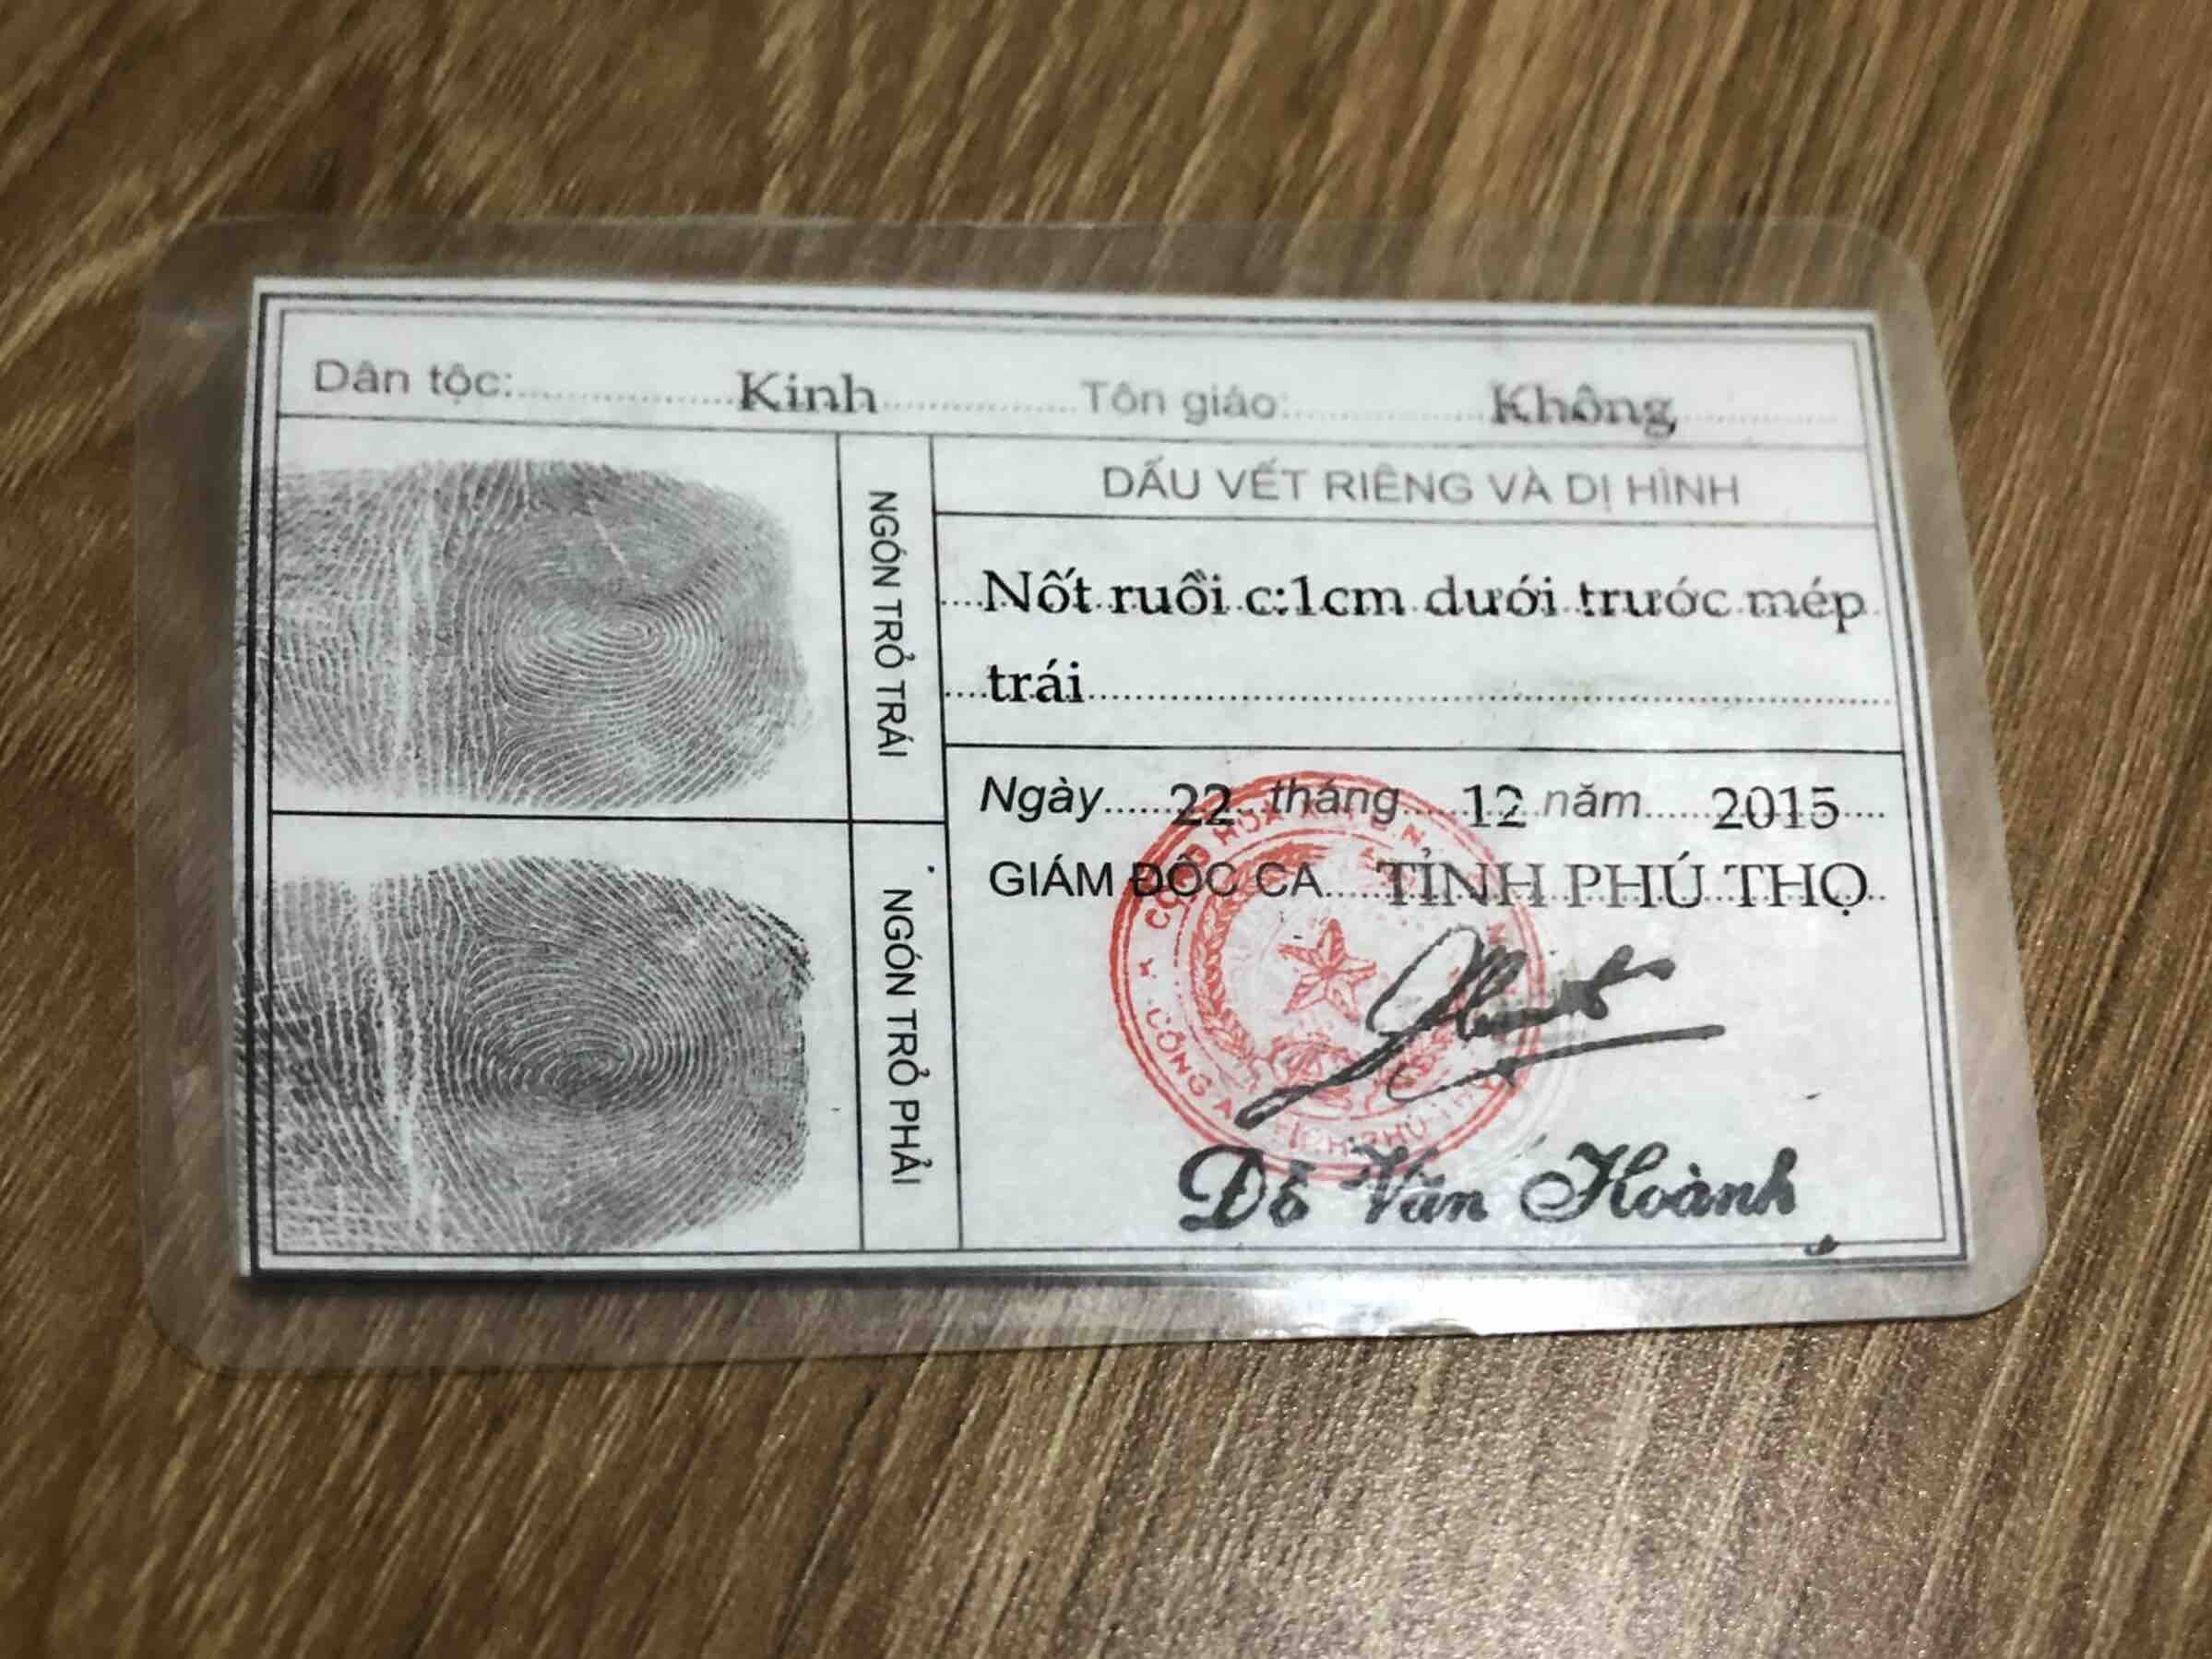 Dân tộc: Kinh Tôn giáo: Không
DẤU VẾT RIÊNG VÀ DỊ HÌNH
NGÓN TRỎ TRÁI
Nốt ruồi c:1cm dưới trước mép
trái
Ngày 22 tháng 12 năm 2015
GIÁM ĐỐC CA TỈNH PHÚ THỌ
NGÓN TRỎ PHẢI
Đỗ Văn Hoành